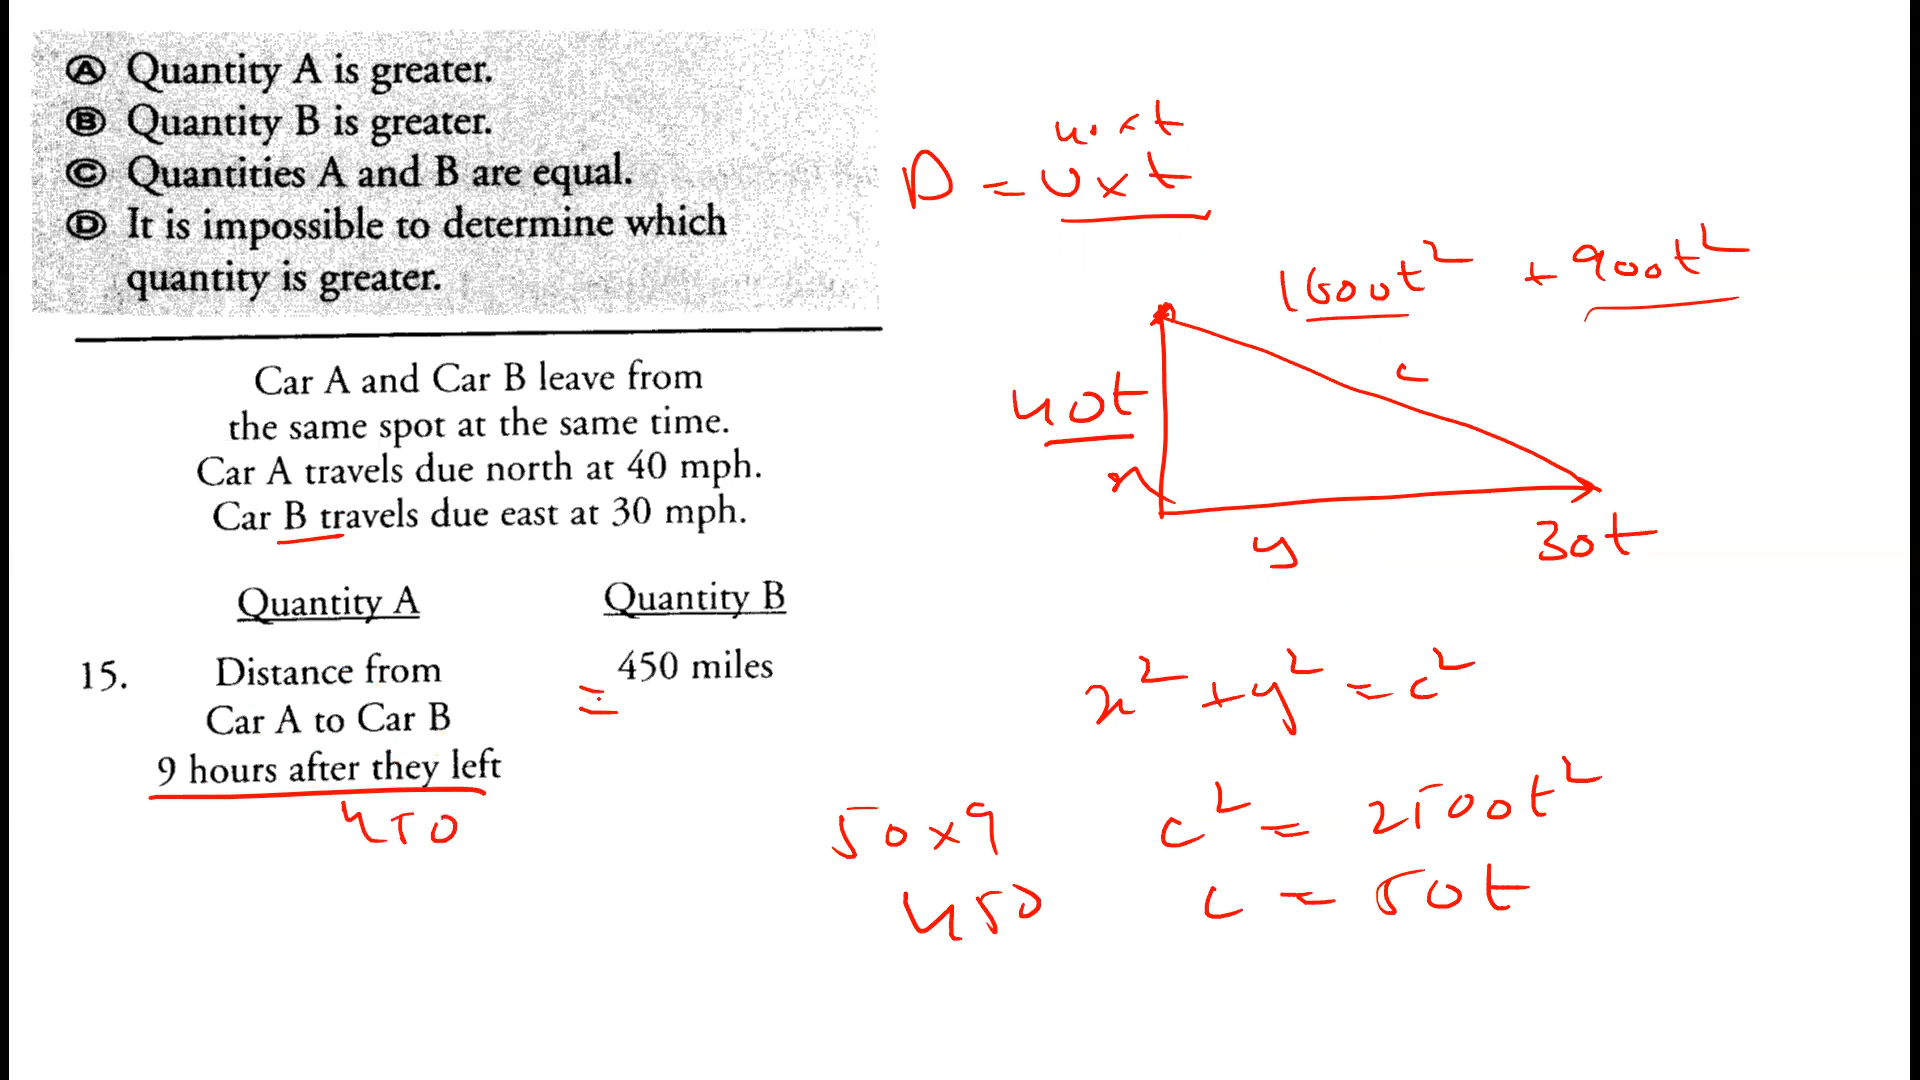 Ⓐ Quantity A is greater.
Ⓑ Quantity B is greater.
Ⓒ Quantities A and B are equal.
Ⓓ It is impossible to determine which
quantity is greater.
Car A and Car B leave from
the same spot at the same time.
Car A travels due north at 40 mph.
Car B travels due east at 30 mph.
Quantity A Quantity B
15. Distance from = 450 miles
Car A to Car B
9 hours after they left
450
40 × t
D = υ × t
1600t² + 900t²
40t
c
x
y
30t
x² + y² = c²
50 × 9
450
c² = 2500t²
c = 50t